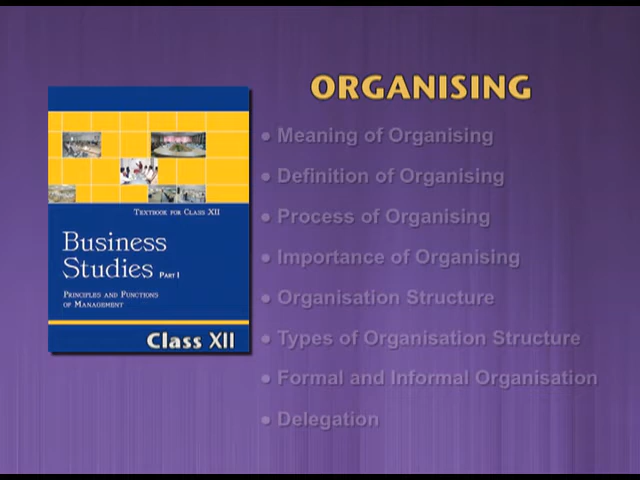 ORGANISING
• Meaning of Organising
• Definition of Organising
• Process of Organising
• Importance of Organising
• Organisation Structure
• Types of Organisation Structure
• Formal and Informal Organisation
• Delegation
TEXTBOOK FOR CLASS XII
Business
Studies PART I
PRINCIPLES AND FUNCTIONS
OF MANAGEMENT
Class XII